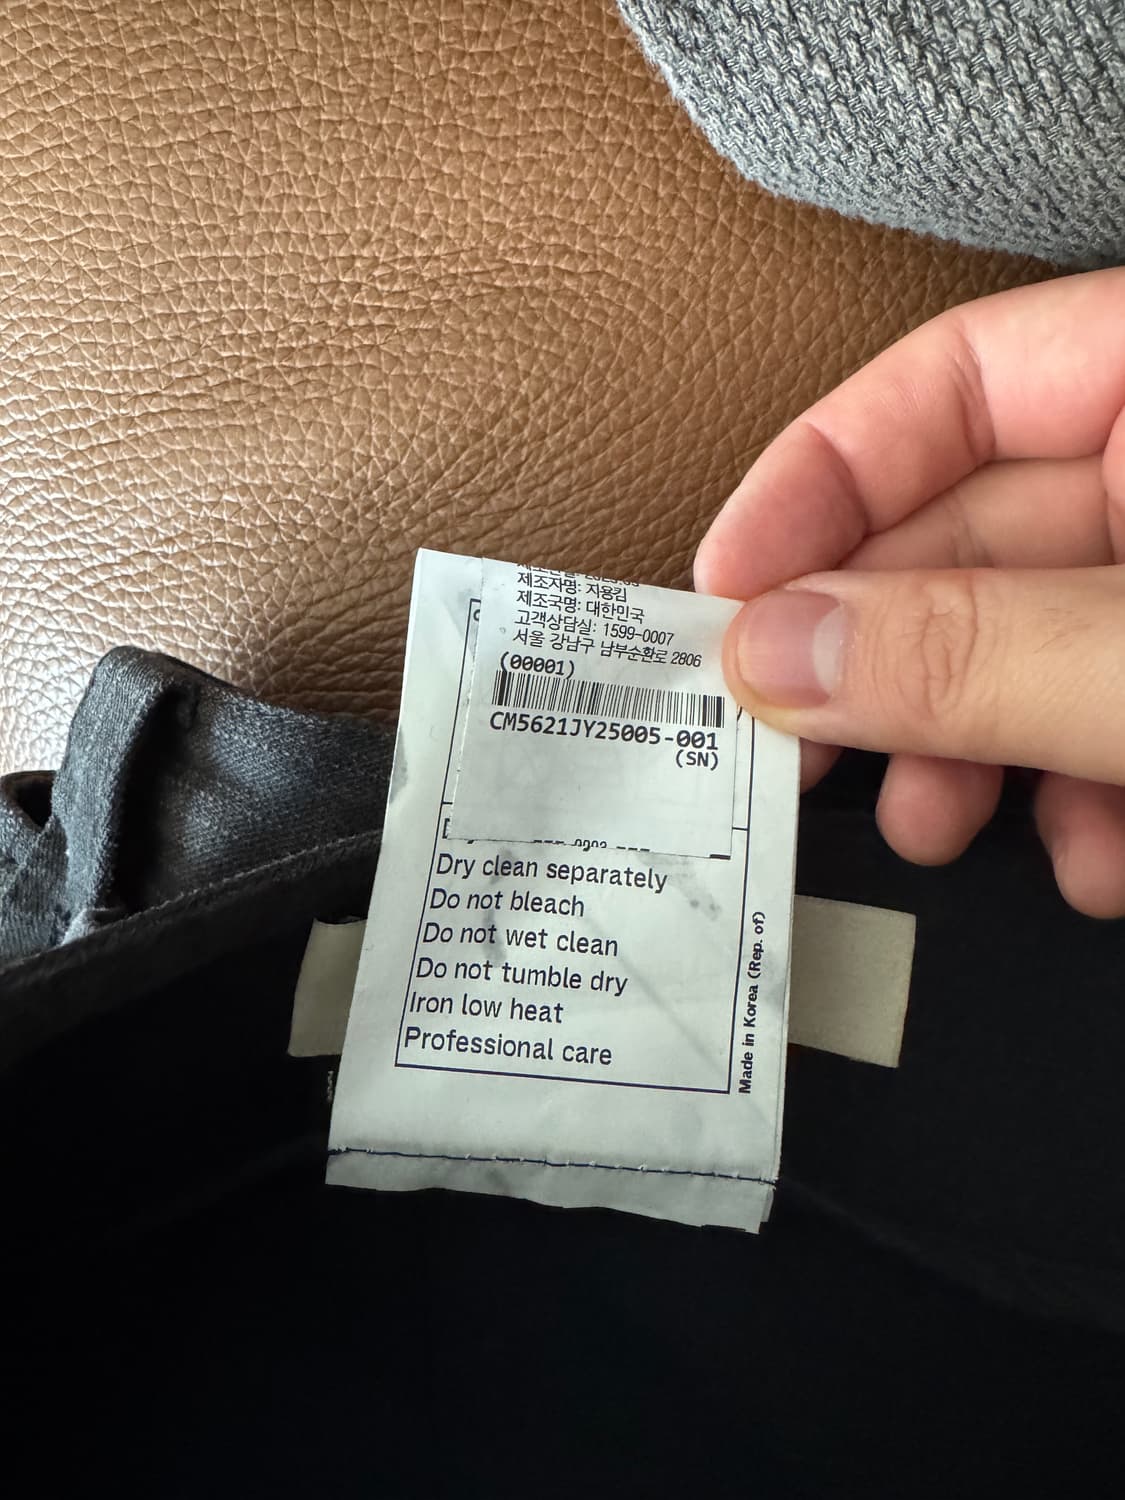 제조자명: 지용킴
제조국명: 대한민국
고객상담실: 1599-0007
서울 강남구 남부순환로 2806
(00001)
CM5621JY25005-001
(SN)
Dry clean separately
Do not bleach
Do not wet clean
Do not tumble dry
Iron low heat
Professional care
Made in Korea (Rep. of)